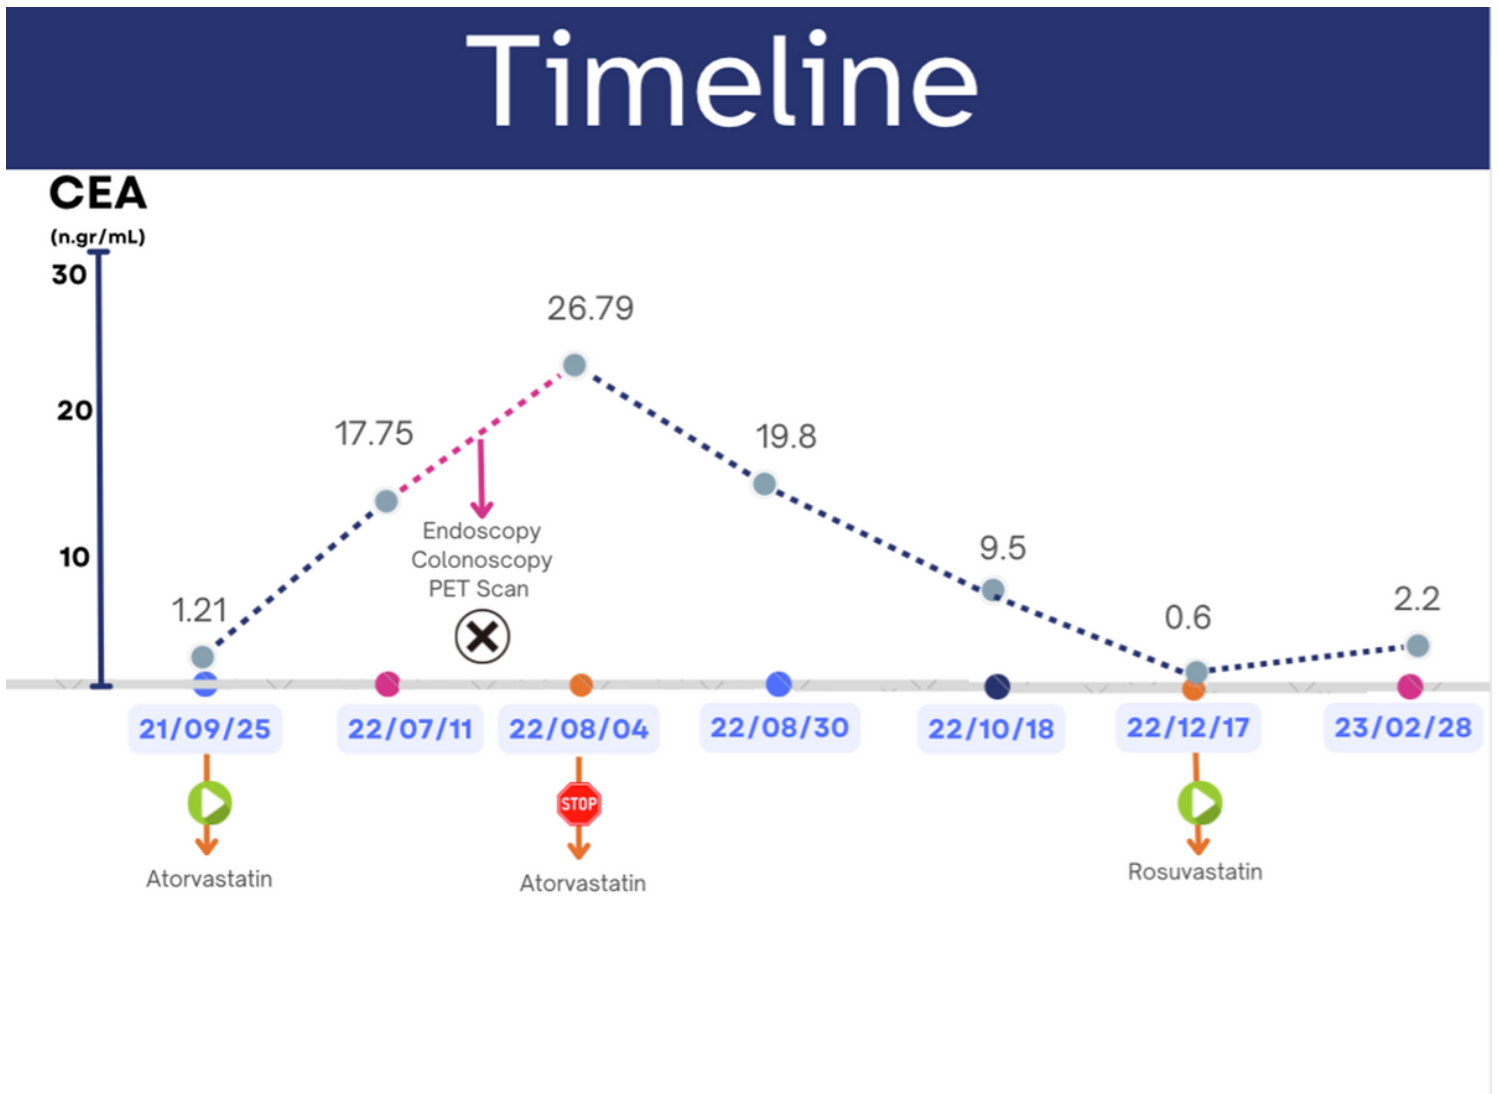 Timeline
CEA
(n.gr/mL)
30
20
10
1.21
17.75
26.79
19.8
9.5
0.6
2.2
Endoscopy
Colonoscopy
PET Scan
21/09/25
22/07/11
22/08/04
22/08/30
22/10/18
22/12/17
23/02/28
STOP
Atorvastatin
Atorvastatin
Rosuvastatin